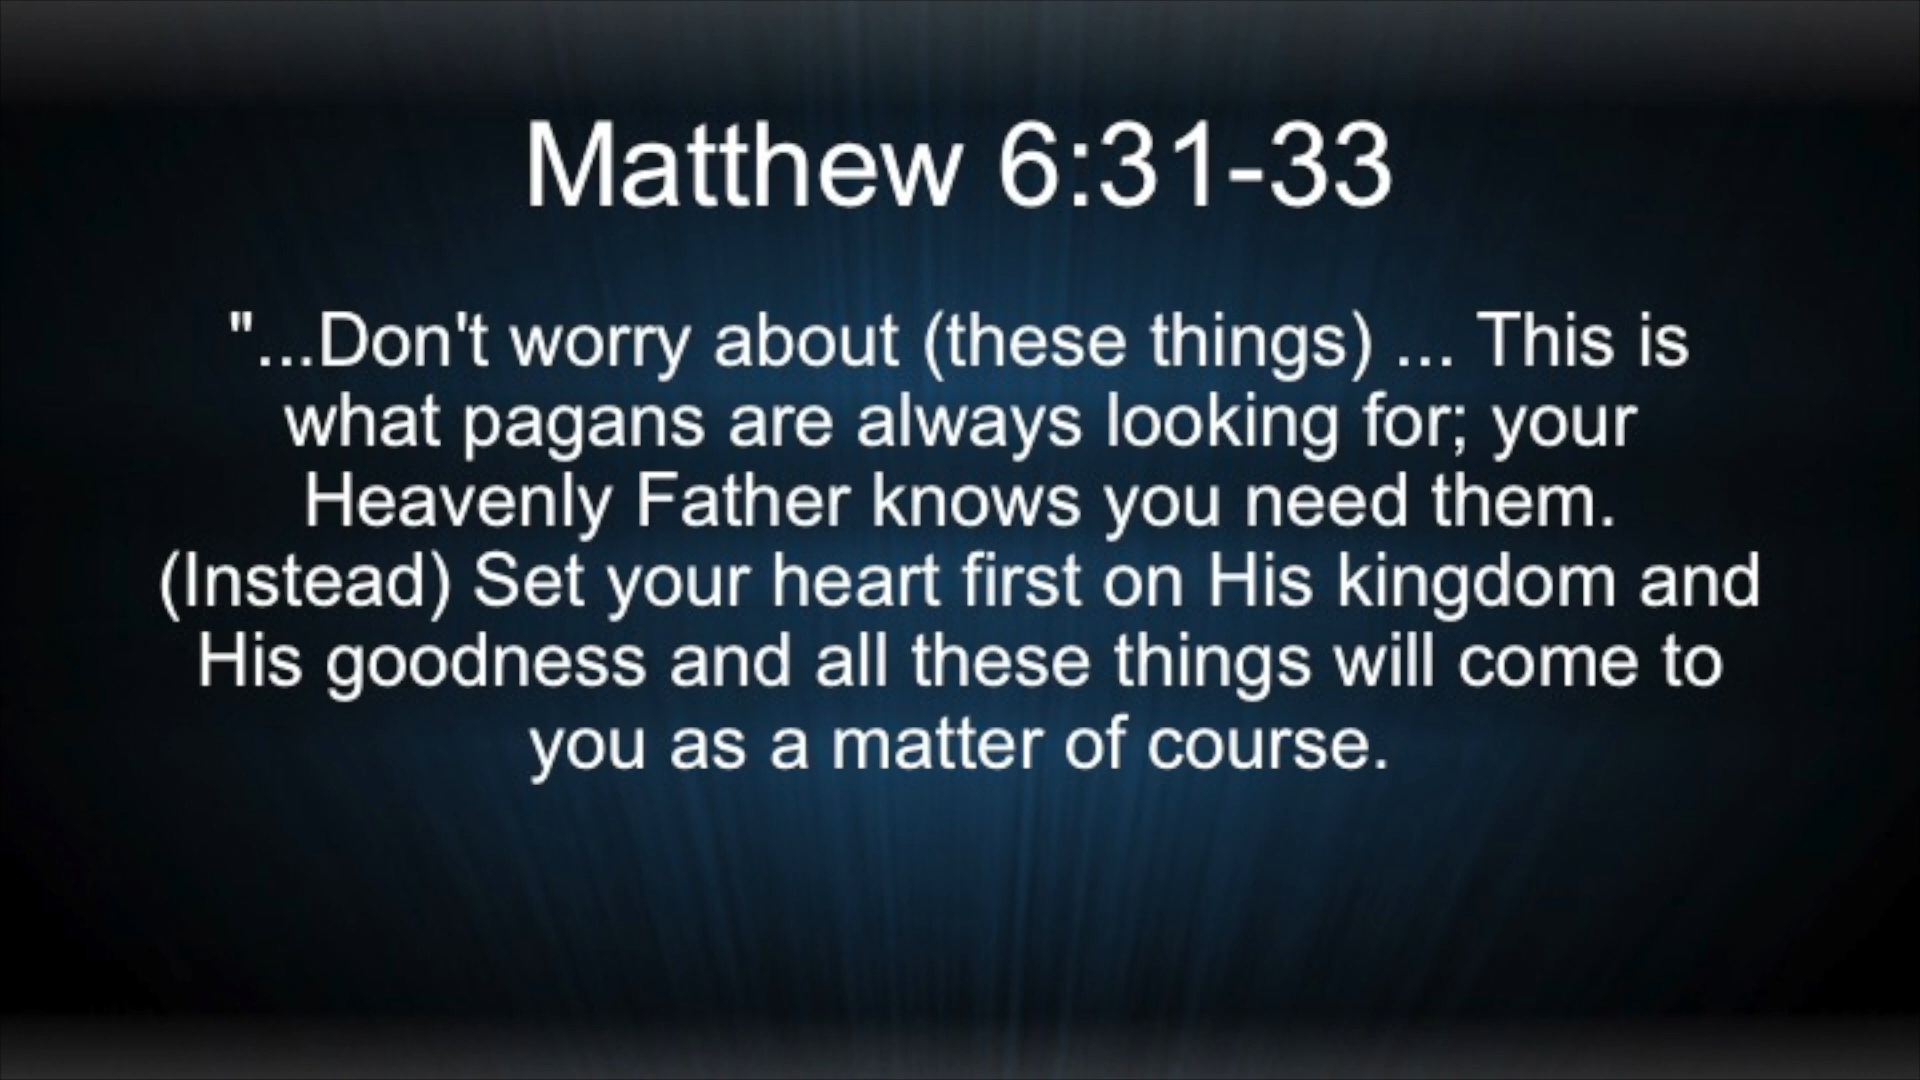 Matthew 6:31-33
"...Don't worry about (these things) ... This is
what pagans are always looking for; your
Heavenly Father knows you need them.
(Instead) Set your heart first on His kingdom and
His goodness and all these things will come to
you as a matter of course.